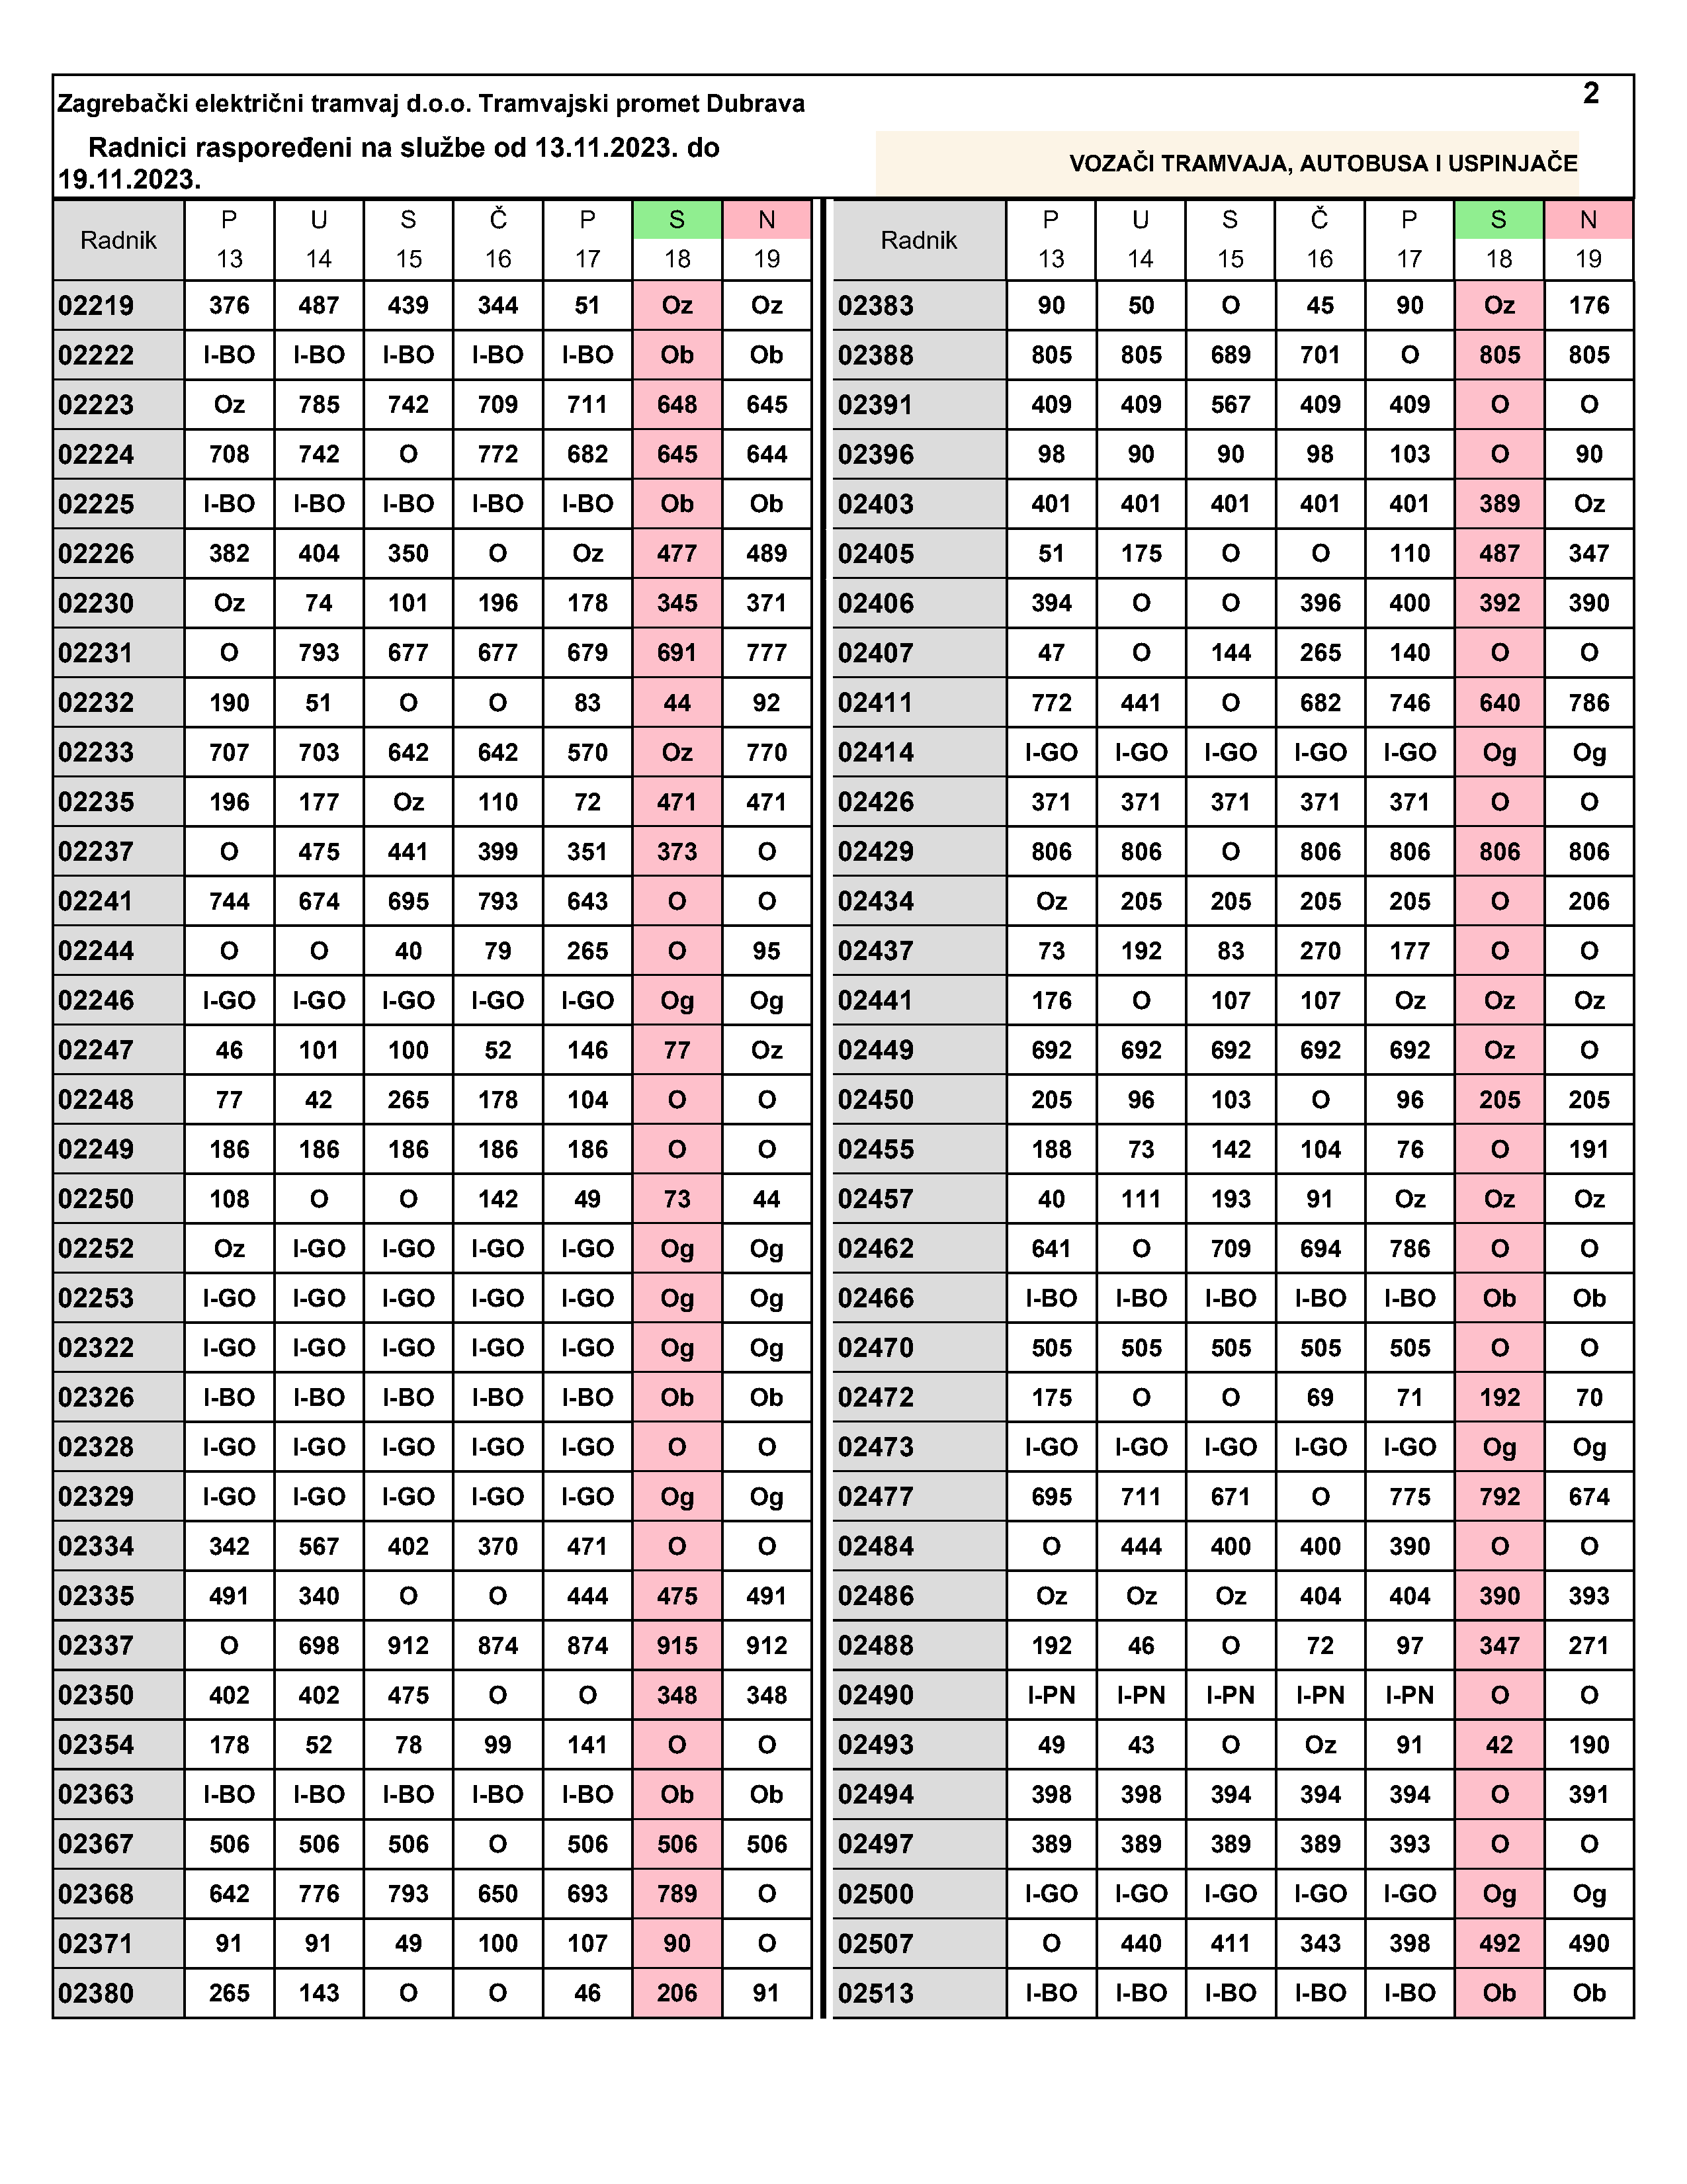 2
Zagrebački električni tramvaj d.o.o. Tramvajski promet Dubrava
Radnici raspoređeni na službe od 13.11.2023. do
19.11.2023.
VOZAČI TRAMVAJA, AUTOBUSA I USPINJAČE
Radnik P U S Č P S N Radnik P U S Č P S N
13 14 15 16 17 18 19 13 14 15 16 17 18 19
02219 376 487 439 344 51 Oz Oz 02383 90 50 O 45 90 Oz 176
02222 I-BO I-BO I-BO I-BO I-BO Ob Ob 02388 805 805 689 701 O 805 805
02223 Oz 785 742 709 711 648 645 02391 409 409 567 409 409 O O
02224 708 742 O 772 682 645 644 02396 98 90 90 98 103 O 90
02225 I-BO I-BO I-BO I-BO I-BO Ob Ob 02403 401 401 401 401 401 389 Oz
02226 382 404 350 O Oz 477 489 02405 51 175 O O 110 487 347
02230 Oz 74 101 196 178 345 371 02406 394 O O 396 400 392 390
02231 O 793 677 677 679 691 777 02407 47 O 144 265 140 O O
02232 190 51 O O 83 44 92 02411 772 441 O 682 746 640 786
02233 707 703 642 642 570 Oz 770 02414 I-GO I-GO I-GO I-GO I-GO Og Og
02235 196 177 Oz 110 72 471 471 02426 371 371 371 371 371 O O
02237 O 475 441 399 351 373 O 02429 806 806 O 806 806 806 806
02241 744 674 695 793 643 O O 02434 Oz 205 205 205 205 O 206
02244 O O 40 79 265 O 95 02437 73 192 83 270 177 O O
02246 I-GO I-GO I-GO I-GO I-GO Og Og 02441 176 O 107 107 Oz Oz Oz
02247 46 101 100 52 146 77 Oz 02449 692 692 692 692 692 Oz O
02248 77 42 265 178 104 O O 02450 205 96 103 O 96 205 205
02249 186 186 186 186 186 O O 02455 188 73 142 104 76 O 191
02250 108 O O 142 49 73 44 02457 40 111 193 91 Oz Oz Oz
02252 Oz I-GO I-GO I-GO I-GO Og Og 02462 641 O 709 694 786 O O
02253 I-GO I-GO I-GO I-GO I-GO Og Og 02466 I-BO I-BO I-BO I-BO I-BO Ob Ob
02322 I-GO I-GO I-GO I-GO I-GO Og Og 02470 505 505 505 505 505 O O
02326 I-BO I-BO I-BO I-BO I-BO Ob Ob 02472 175 O O 69 71 192 70
02328 I-GO I-GO I-GO I-GO I-GO O O 02473 I-GO I-GO I-GO I-GO I-GO Og Og
02329 I-GO I-GO I-GO I-GO I-GO Og Og 02477 695 711 671 O 775 792 674
02334 342 567 402 370 471 O O 02484 O 444 400 400 390 O O
02335 491 340 O O 444 475 491 02486 Oz Oz Oz 404 404 390 393
02337 O 698 912 874 874 915 912 02488 192 46 O 72 97 347 271
02350 402 402 475 O O 348 348 02490 I-PN I-PN I-PN I-PN I-PN O O
02354 178 52 78 99 141 O O 02493 49 43 O Oz 91 42 190
02363 I-BO I-BO I-BO I-BO I-BO Ob Ob 02494 398 398 394 394 394 O 391
02367 506 506 506 O 506 506 506 02497 389 389 389 389 393 O O
02368 642 776 793 650 693 789 O 02500 I-GO I-GO I-GO I-GO I-GO Og Og
02371 91 91 49 100 107 90 O 02507 O 440 411 343 398 492 490
02380 265 143 O O 46 206 91 02513 I-BO I-BO I-BO I-BO I-BO Ob Ob